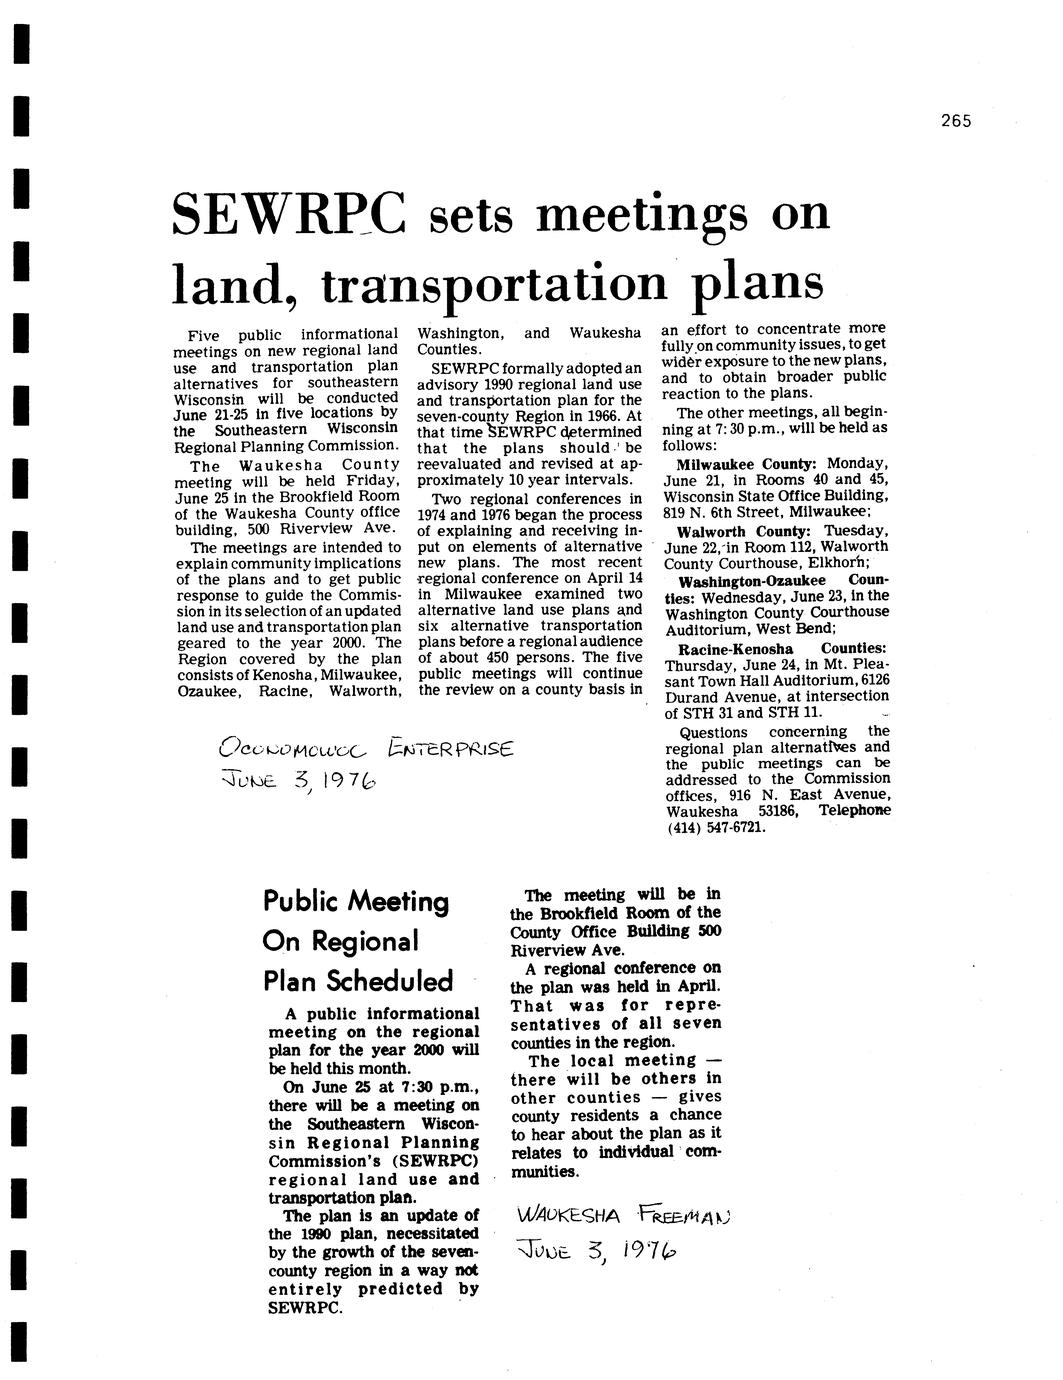 265
SEWRPC sets meetings on
land, transportation plans
Five public informational
meetings on new regional land
use and transportation plan
alternatives for southeastern
Wisconsin will be conducted
June 21-25 in five locations by
the Southeastern Wisconsin
Regional Planning Commission.
The Waukesha County
meeting will be held Friday,
June 25 in the Brookfield Room
of the Waukesha County office
building, 500 Riverview Ave.
The meetings are intended to
explain community implications
of the plans and to get public
response to guide the Commis-
sion in its selection of an updated
land use and transportation plan
geared to the year 2000. The
Region covered by the plan
consists of Kenosha, Milwaukee,
Ozaukee, Racine, Walworth,
Washington, and Waukesha
Counties.
SEWRPC formally adopted an
advisory 1990 regional land use
and transportation plan for the
seven-county Region in 1966. At
that time SEWRPC determined
that the plans should be
reevaluated and revised at ap-
proximately 10 year intervals.
Two regional conferences in
1974 and 1976 began the process
of explaining and receiving in-
put on elements of alternative
new plans. The most recent
regional conference on April 14
in Milwaukee examined two
alternative land use plans and
six alternative transportation
plans before a regional audience
of about 450 persons. The five
public meetings will continue
the review on a county basis in
an effort to concentrate more
fully on community issues, to get
wider exposure to the new plans,
and to obtain broader public
reaction to the plans.
The other meetings, all begin-
ning at 7:30 p.m., will be held as
follows:
Milwaukee County: Monday,
June 21, in Rooms 40 and 45,
Wisconsin State Office Building,
819 N. 6th Street, Milwaukee;
Walworth County: Tuesday,
June 22, in Room 112, Walworth
County Courthouse, Elkhorn;
Washington-Ozaukee Coun-
ties: Wednesday, June 23, in the
Washington County Courthouse
Auditorium, West Bend;
Racine-Kenosha Counties:
Thursday, June 24, in Mt. Plea-
sant Town Hall Auditorium, 6126
Durand Avenue, at intersection
of STH 31 and STH 11.
Questions concerning the
regional plan alternatives and
the public meetings can be
addressed to the Commission
offices, 916 N. East Avenue,
Waukesha 53186, Telephone
(414) 547-6721.
OCONOMOWOC ENTERPRISE
JUNE 3, 1976
Public Meeting
On Regional
Plan Scheduled
A public informational
meeting on the regional
plan for the year 2000 will
be held this month.
On June 25 at 7:30 p.m.,
there will be a meeting on
the Southeastern Wiscon-
sin Regional Planning
Commission's (SEWRPC)
regional land use and
transportation plan.
The plan is an update of
the 1990 plan, necessitated
by the growth of the seven-
county region in a way not
entirely predicted by
SEWRPC.
The meeting will be in
the Brookfield Room of the
County Office Building 500
Riverview Ave.
A regional conference on
the plan was held in April.
That was for repre-
sentatives of all seven
counties in the region.
The local meeting —
there will be others in
other counties — gives
county residents a chance
to hear about the plan as it
relates to individual com-
munities.
WAUKESHA FREEMAN
JUNE 3, 1976